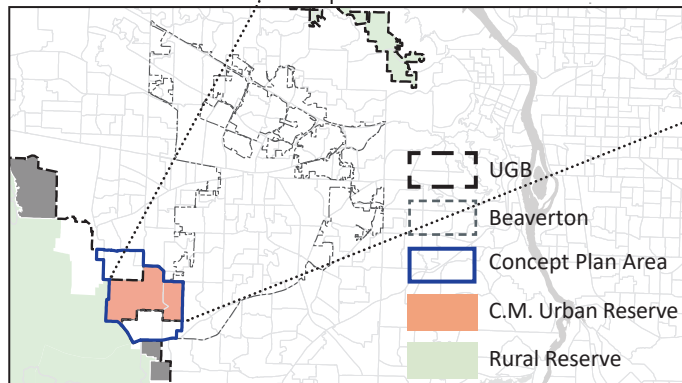 UGB
Beaverton
Concept Plan Area
C.M. Urban Reserve
Rural Reserve